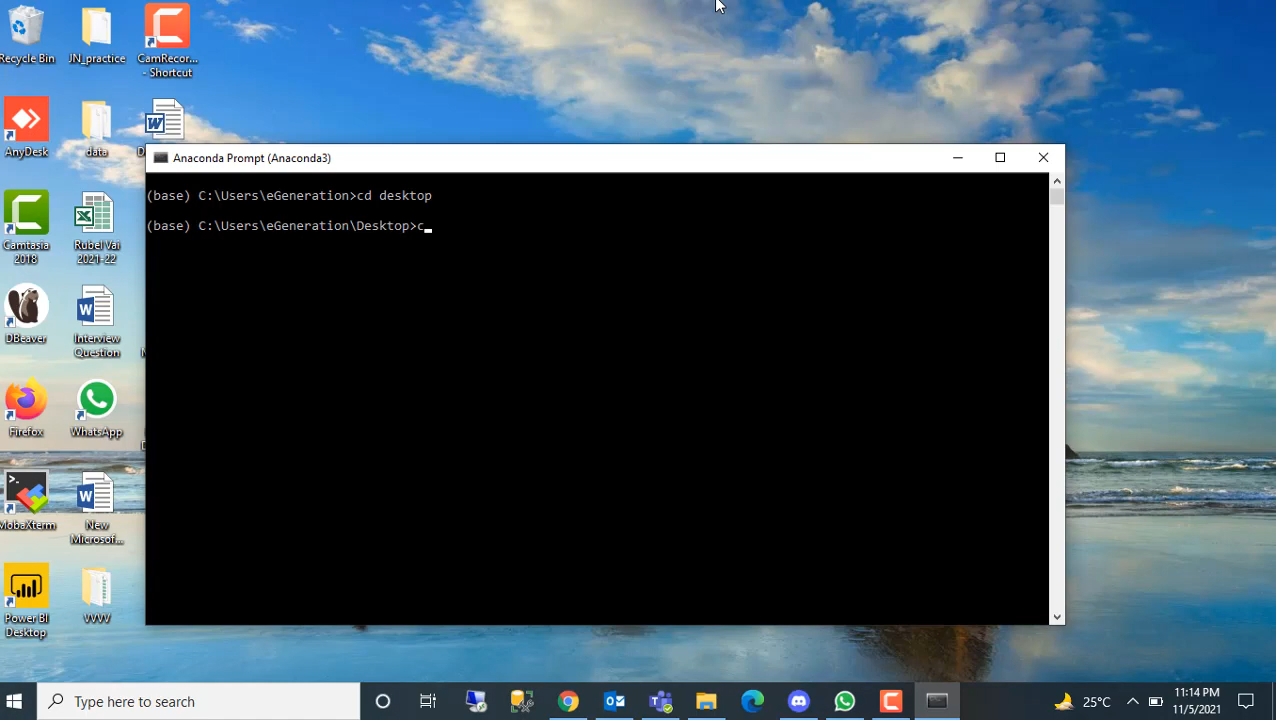 Recycle Bin
JN_practice
CamRecor...
- Shortcut
AnyDesk
data
Camtasia
2018
Rubel Vai
2021-22
DBeaver
Interview
Question
Firefox
WhatsApp
MobaXterm
New
Microsof...
Power BI
Desktop
VVVV
Anaconda Prompt (Anaconda3)
(base) C:\Users\eGeneration>cd desktop
(base) C:\Users\eGeneration\Desktop>c_
Type here to search
25°C
11:14 PM
11/5/2021